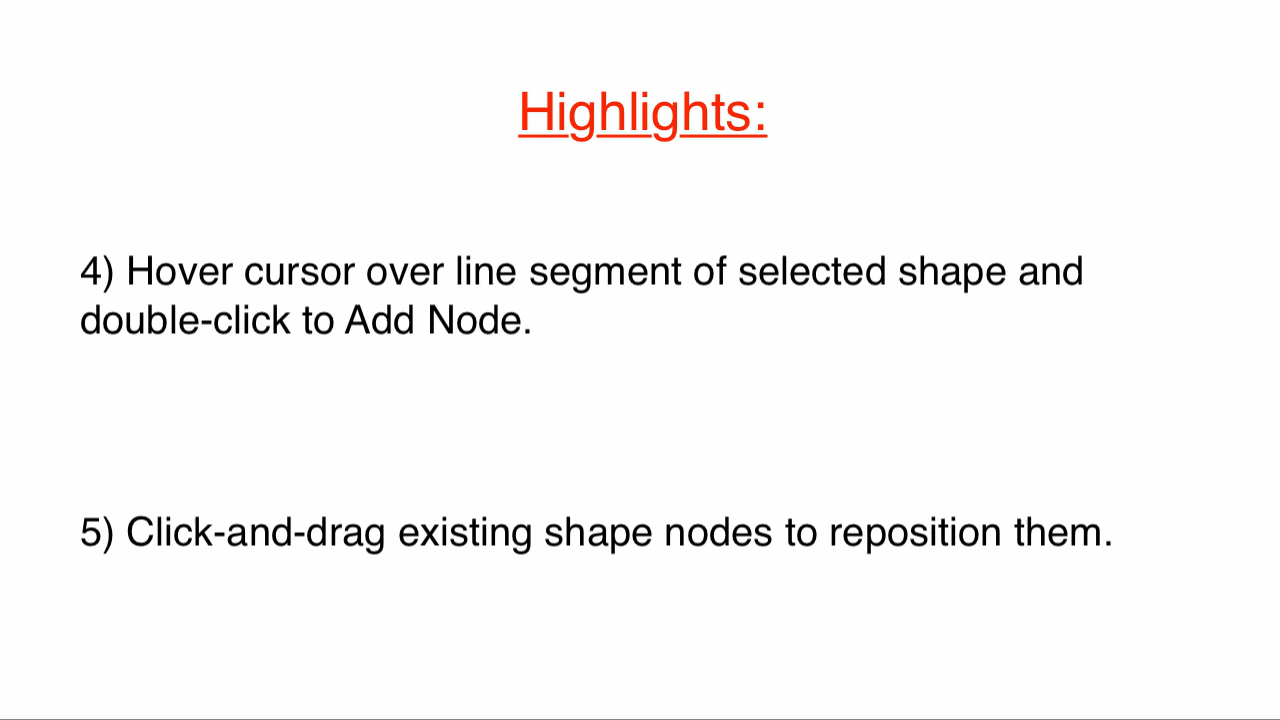 Highlights:
4) Hover cursor over line segment of selected shape and
double-click to Add Node.
5) Click-and-drag existing shape nodes to reposition them.